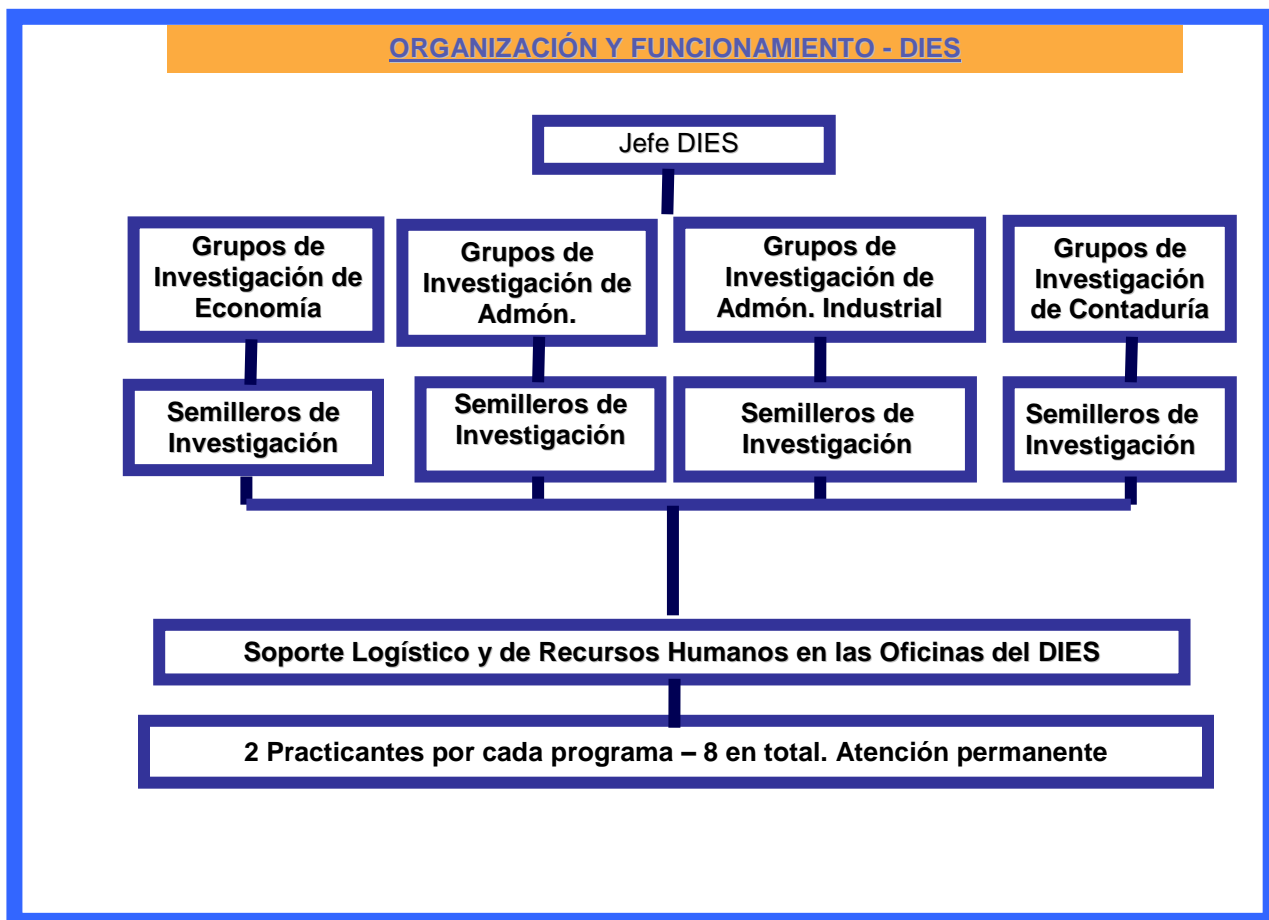 ORGANIZACIÓN Y FUNCIONAMIENTO - DIES
Jefe DIES
Grupos de
Investigación de
Economía
Grupos de
Investigación de
Admón.
Grupos de
Investigación de
Admón. Industrial
Grupos de
Investigación
de Contaduría
Semilleros de
Investigación
Semilleros de
Investigación
Semilleros de
Investigación
Semilleros de
Investigación
Soporte Logístico y de Recursos Humanos en las Oficinas del DIES
2 Practicantes por cada programa – 8 en total. Atención permanente